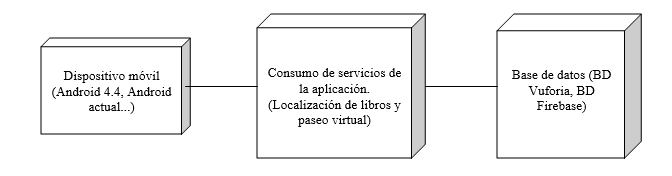 Dispositivo móvil
(Android 4.4, Android
actual...)
Consumo de servicios de
la aplicación.
(Localización de libros y
paseo virtual)
Base de datos (BD
Vuforia, BD
Firebase)